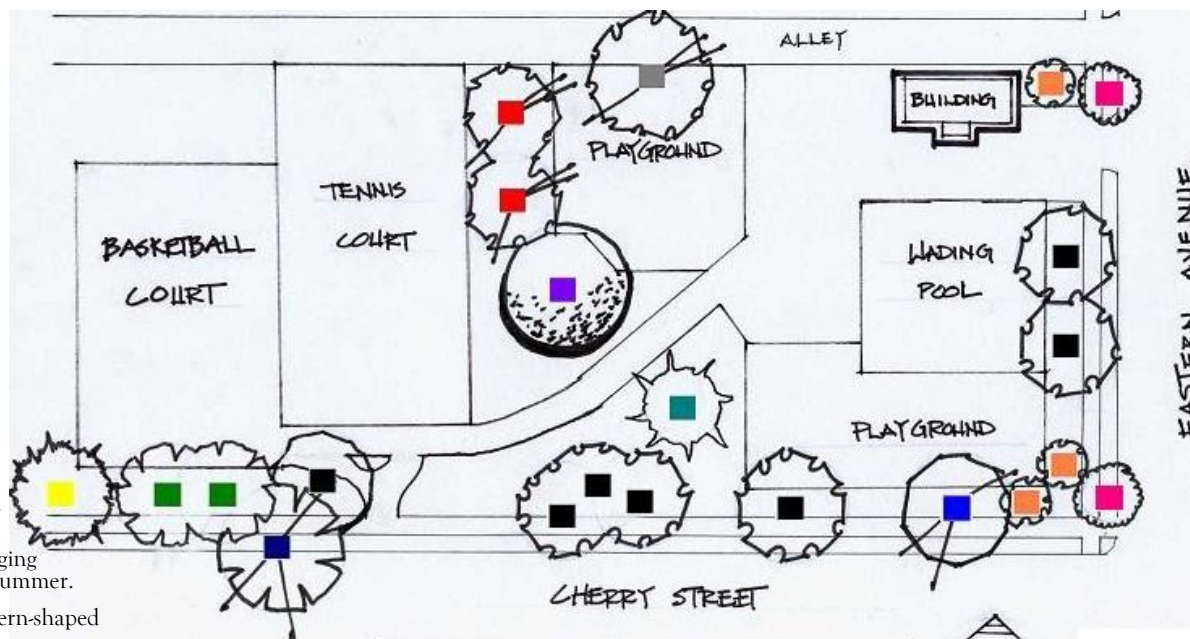 ALLEY
BUILDING
PLAYGROUND
TENNIS
COURT
BASKETBALL
COURT
WADING
POOL
EASTERN AVENUE
PLAYGROUND
ging
ummer.
ern-shaped
CHERRY STREET